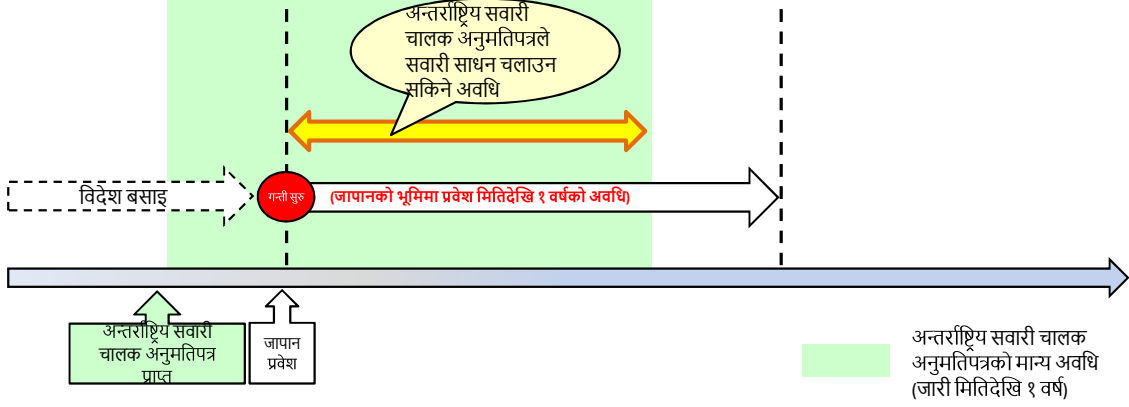 अन्तर्राष्ट्रिय सवारी
चालक अनुमतिपत्रले
सवारी साधन चलाउन
सकिने अवधि
विदेश बसाइ
गन्ती सुरु
(जापानको भूमिमा प्रवेश मितिदेखि १ वर्षको अवधि)
अन्तर्राष्ट्रिय सवारी
चालक अनुमतिपत्र
प्राप्त
जापान
प्रवेश
अन्तर्राष्ट्रिय सवारी चालक
अनुमतिपत्रको मान्य अवधि
(जारी मितिदेखि १ वर्ष)